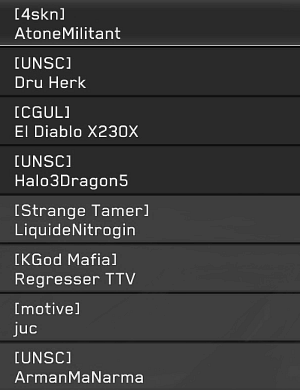 [4skn]
AtoneMilitant
[UNSC]
Dru Herk
[CGUL]
El Diablo X230X
[UNSC]
Halo3Dragon5
[Strange Tamer]
LiquideNitrogin
[KGod Mafia]
Regresser TTV
[motive]
juc
[UNSC]
ArmanMaNarma